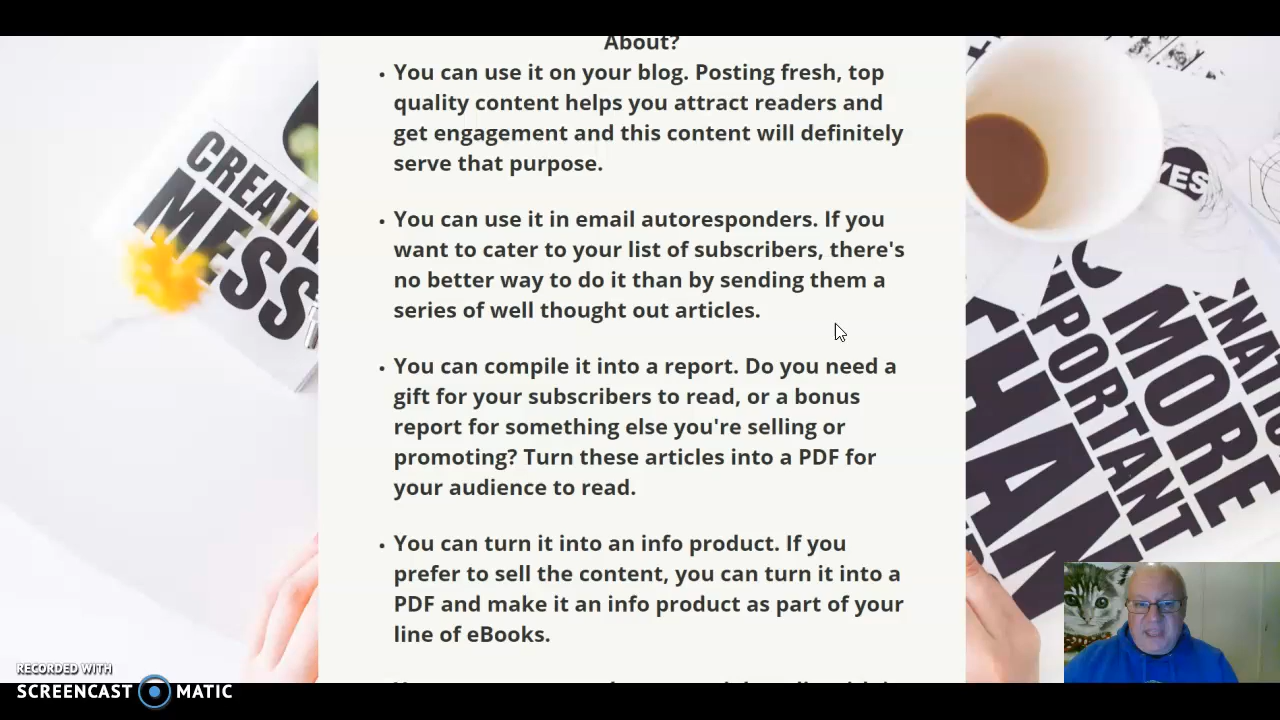 About?
• You can use it on your blog. Posting fresh, top
quality content helps you attract readers and
get engagement and this content will definitely
serve that purpose.
• You can use it in email autoresponders. If you
want to cater to your list of subscribers, there's
no better way to do it than by sending them a
series of well thought out articles.
• You can compile it into a report. Do you need a
gift for your subscribers to read, or a bonus
report for something else you're selling or
promoting? Turn these articles into a PDF for
your audience to read.
• You can turn it into an info product. If you
prefer to sell the content, you can turn it into a
PDF and make it an info product as part of your
line of eBooks.
MESS
YES
MORE
RECORDED WITH
SCREENCAST MATIC